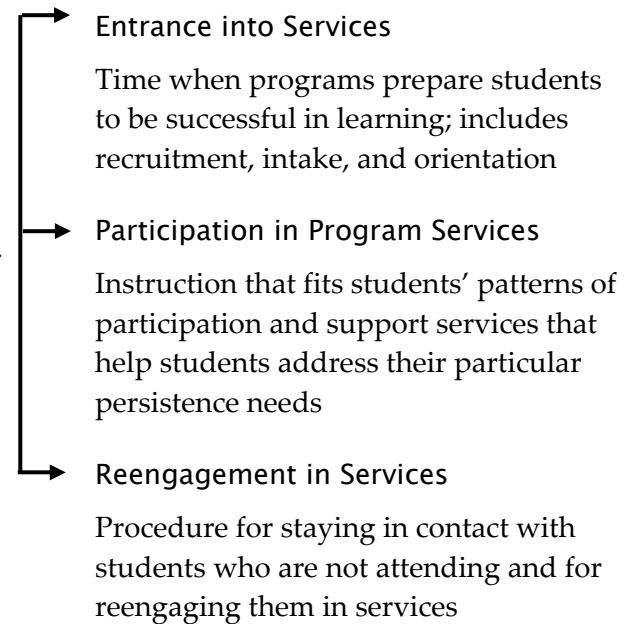 Entrance into Services
Time when programs prepare students
to be successful in learning; includes
recruitment, intake, and orientation
Participation in Program Services
Instruction that fits students’ patterns of
participation and support services that
help students address their particular
persistence needs
Reengagement in Services
Procedure for staying in contact with
students who are not attending and for
reengaging them in services